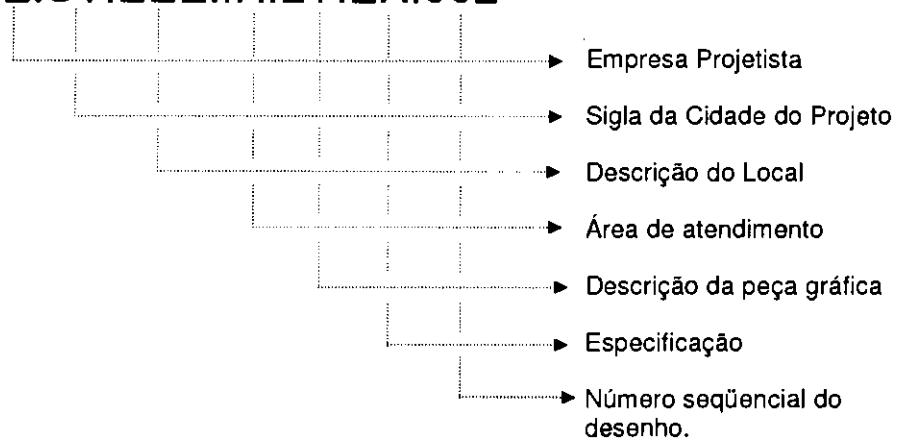 Empresa Projetista
Sigla da Cidade do Projeto
Descrição do Local
Área de atendimento
Descrição da peça gráfica
Especificação
Número seqüencial do
desenho.